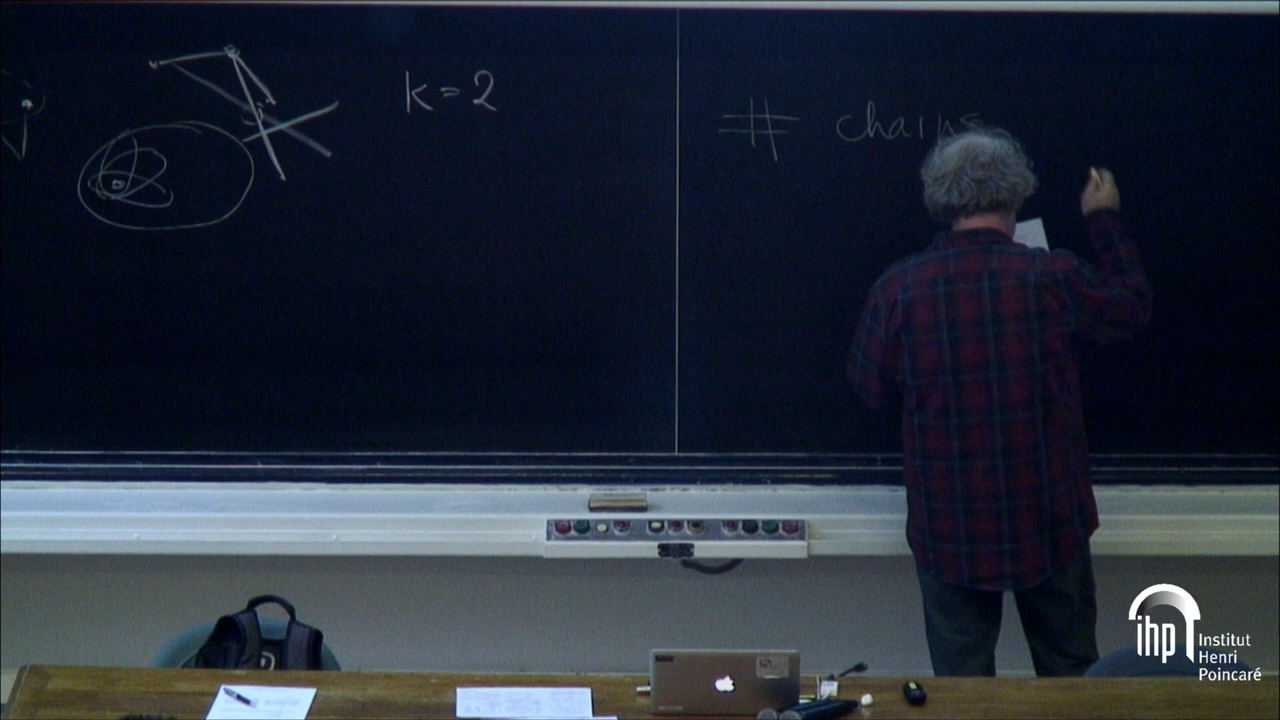 k = 2
# chains
ihp
Institut
Henri
Poincaré